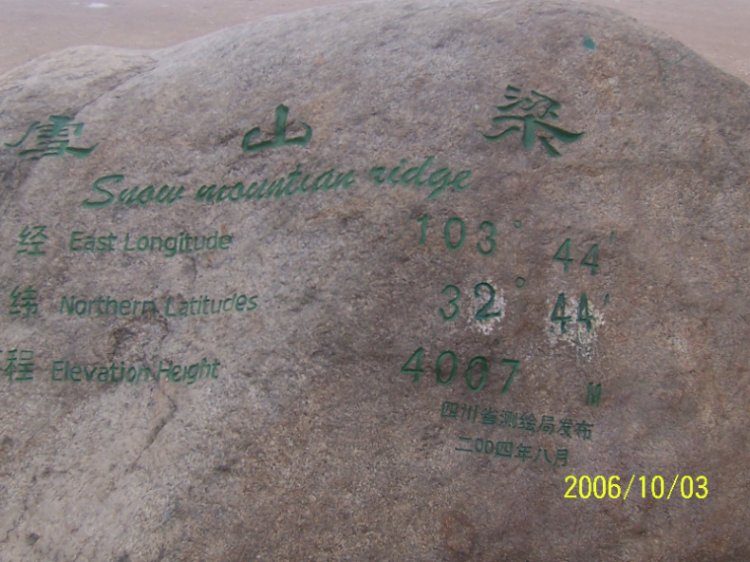 雪山梁
Snow mountian ridge
经 East Longitude 103° 44′
纬 Northern Latitudes 32° 44′
程 Elevation Height 4007 M
四川省测绘局发布
二00四年八月
2006/10/03